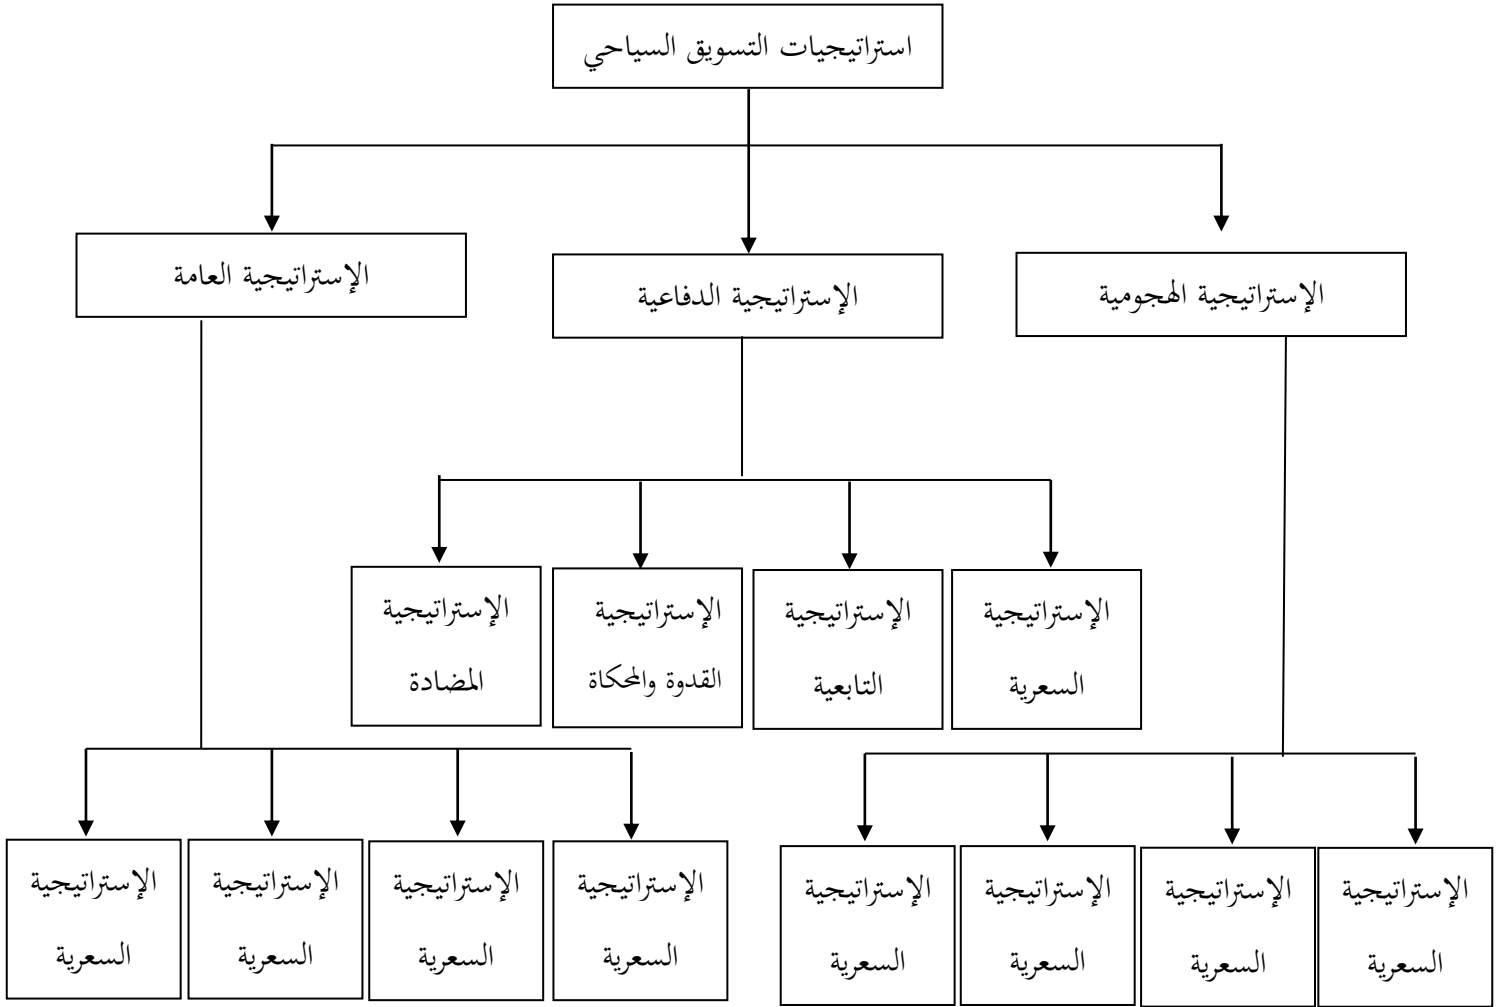 استراتيجيات التسويق السياحي
الإستراتيجية الهجومية
الإستراتيجية الدفاعية
الإستراتيجية العامة
الإستراتيجية
السعرية
الإستراتيجية
التابعية
الإستراتيجية
القدوة والمحكاة
الإستراتيجية
المضادة
الإستراتيجية
السعرية
الإستراتيجية
السعرية
الإستراتيجية
السعرية
الإستراتيجية
السعرية
الإستراتيجية
السعرية
الإستراتيجية
السعرية
الإستراتيجية
السعرية
الإستراتيجية
السعرية